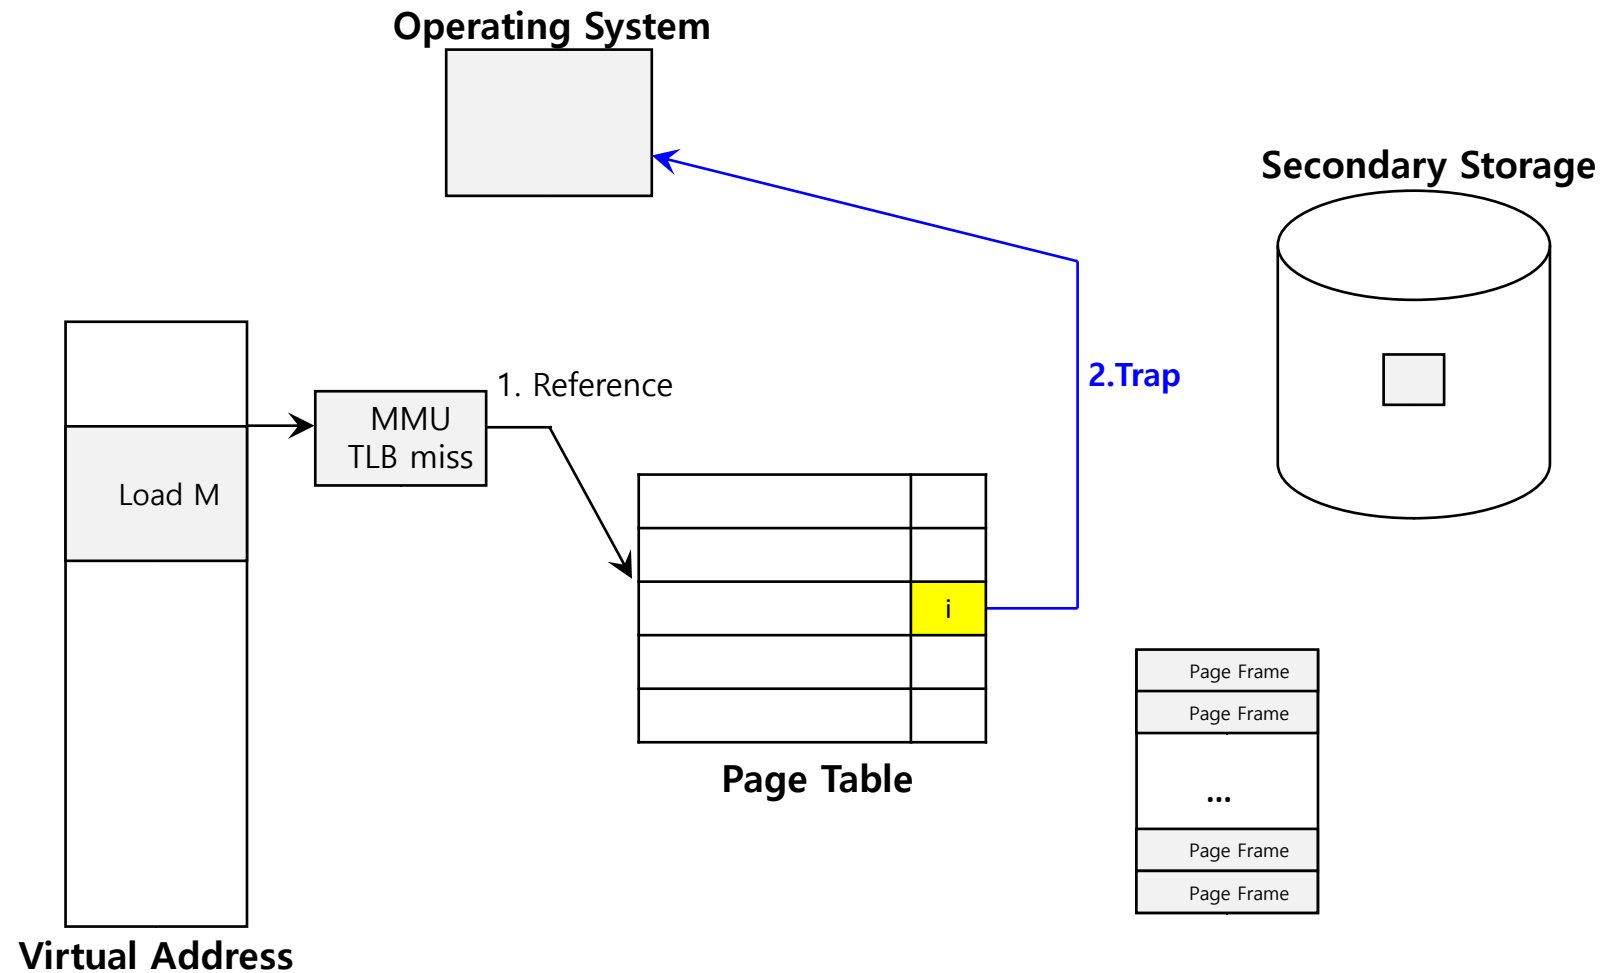 Operating System
Secondary Storage
2.Trap
1. Reference
MMU
TLB miss
Load M
i
Page Frame
Page Frame
...
Page Frame
Page Frame
Page Table
Virtual Address